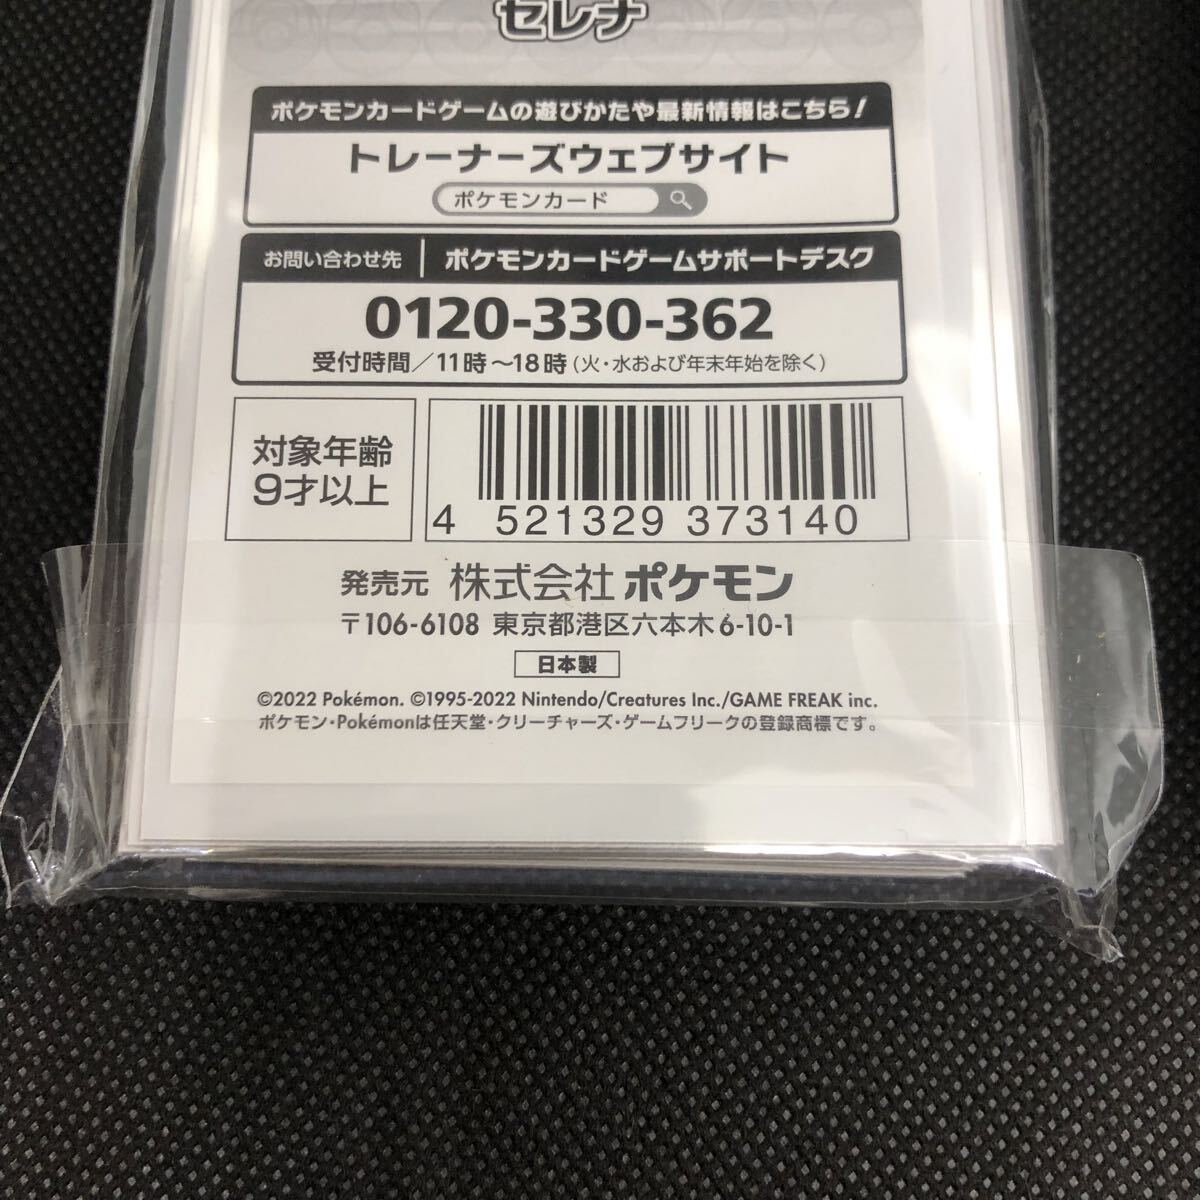 セレナ
ポケモンカードゲームの遊びかたや最新情報はこちら!
トレーナーズウェブサイト
ポケモンカード
お問い合わせ先 | ポケモンカードゲームサポートデスク
0120-330-362
受付時間/11時〜18時(火・水および年末年始を除く)
対象年齢
9才以上
4 521329 373140
発売元 株式会社ポケモン
〒106-6108 東京都港区六本木6-10-1
日本製
©2022 Pokémon. ©1995-2022 Nintendo/Creatures Inc./GAME FREAK inc.
ポケモン・Pokémonは任天堂・クリーチャーズ・ゲームフリークの登録商標です。